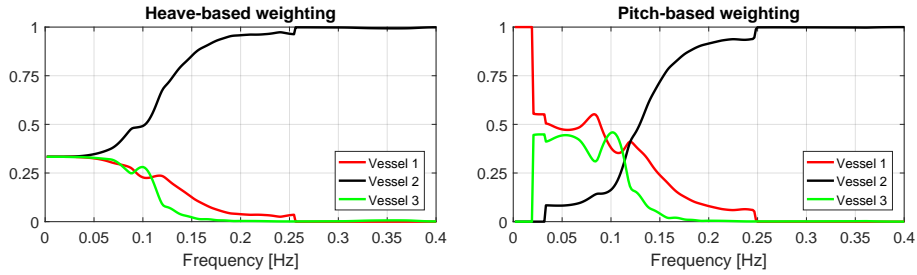 Heave-based weighting
1
0.75
0.5
0.25
0
Vessel 1
Vessel 2
Vessel 3
0 0.05 0.1 0.15 0.2 0.25 0.3 0.35 0.4
Frequency [Hz]
Pitch-based weighting
1
0.75
0.5
0.25
0
Vessel 1
Vessel 2
Vessel 3
0 0.05 0.1 0.15 0.2 0.25 0.3 0.35 0.4
Frequency [Hz]